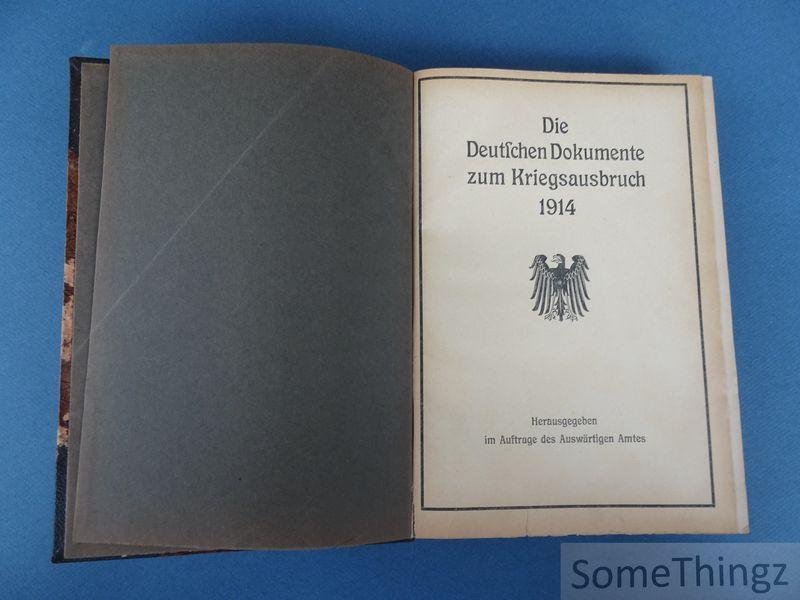 Die
Deutſchen Dokumente
zum Kriegsausbruch
1914
Herausgegeben
im Auftrage des Auswärtigen Amtes
SomeThingz